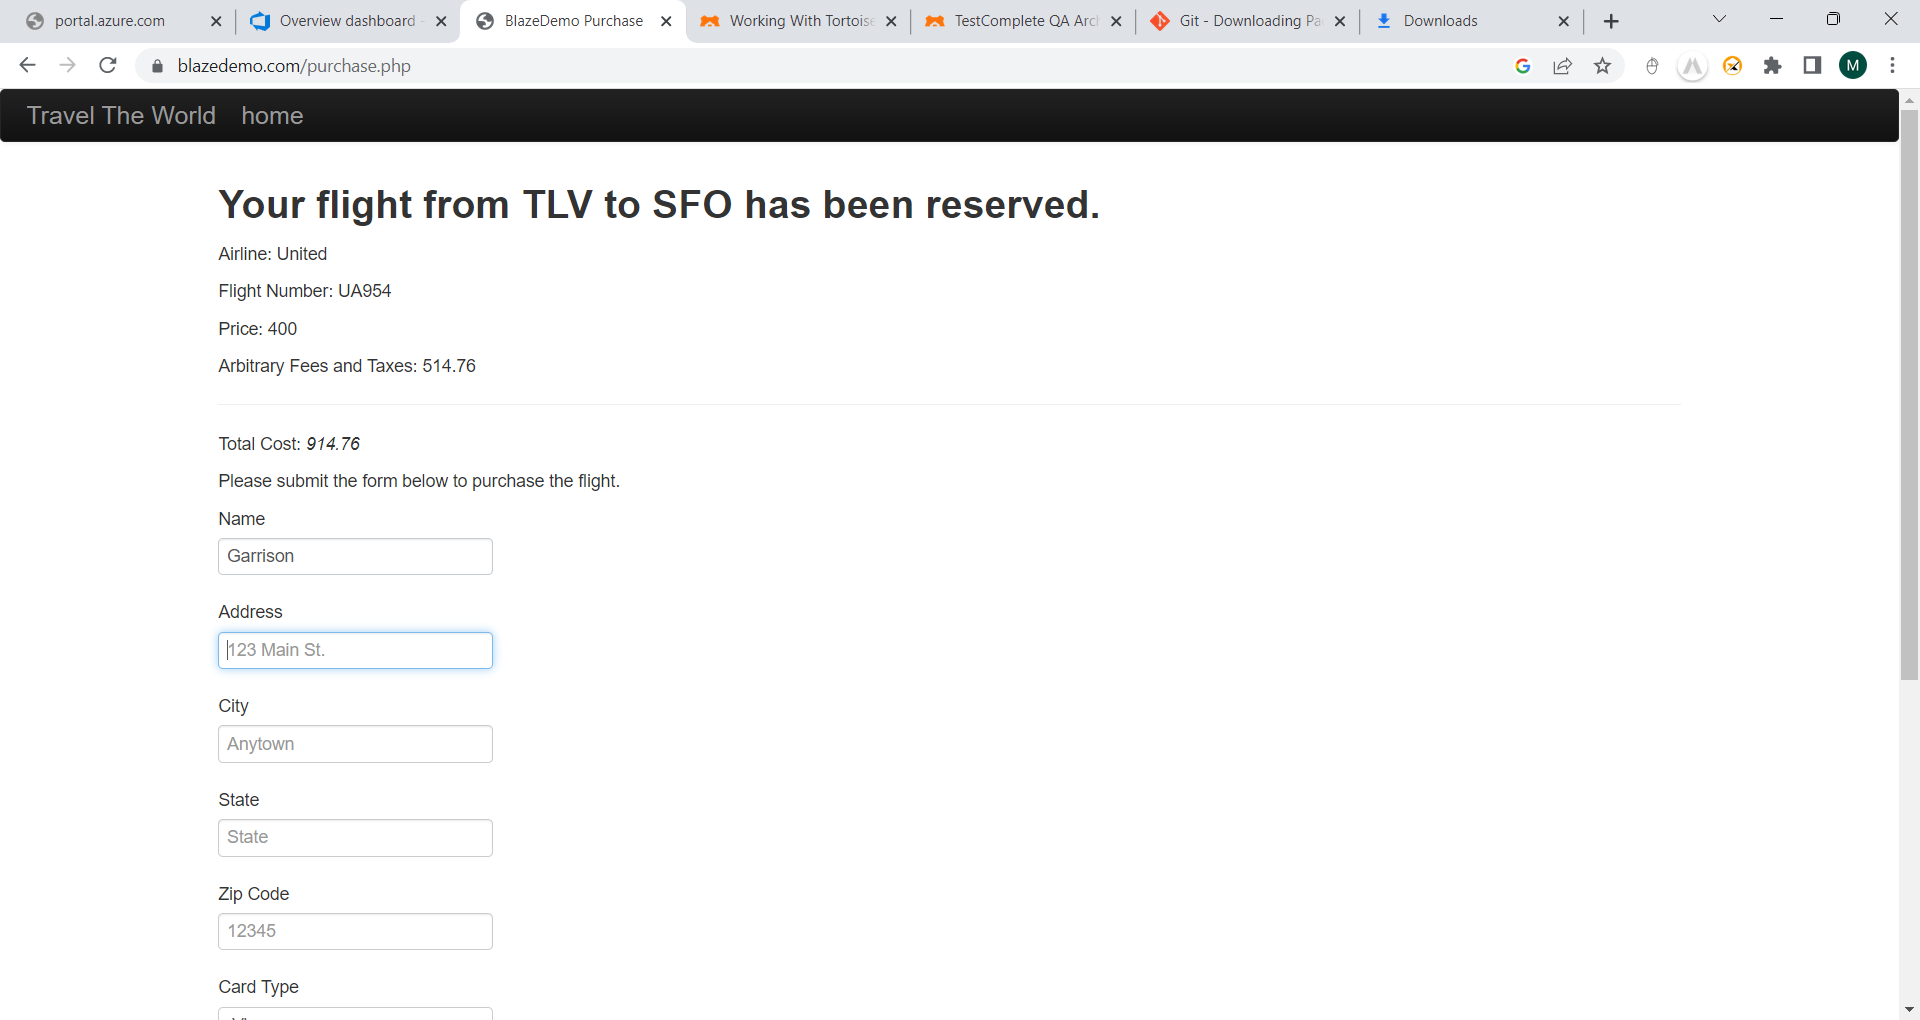 portal.azure.com
Overview dashboard
BlazeDemo Purchase
Working With Tortoise
TestComplete QA Arc
Git - Downloading Pa
Downloads
blazedemo.com/purchase.php
M
Travel The World home
Your flight from TLV to SFO has been reserved.
Airline: United
Flight Number: UA954
Price: 400
Arbitrary Fees and Taxes: 514.76
Total Cost: 914.76
Please submit the form below to purchase the flight.
Name
Garrison
Address
123 Main St.
City
Anytown
State
State
Zip Code
12345
Card Type